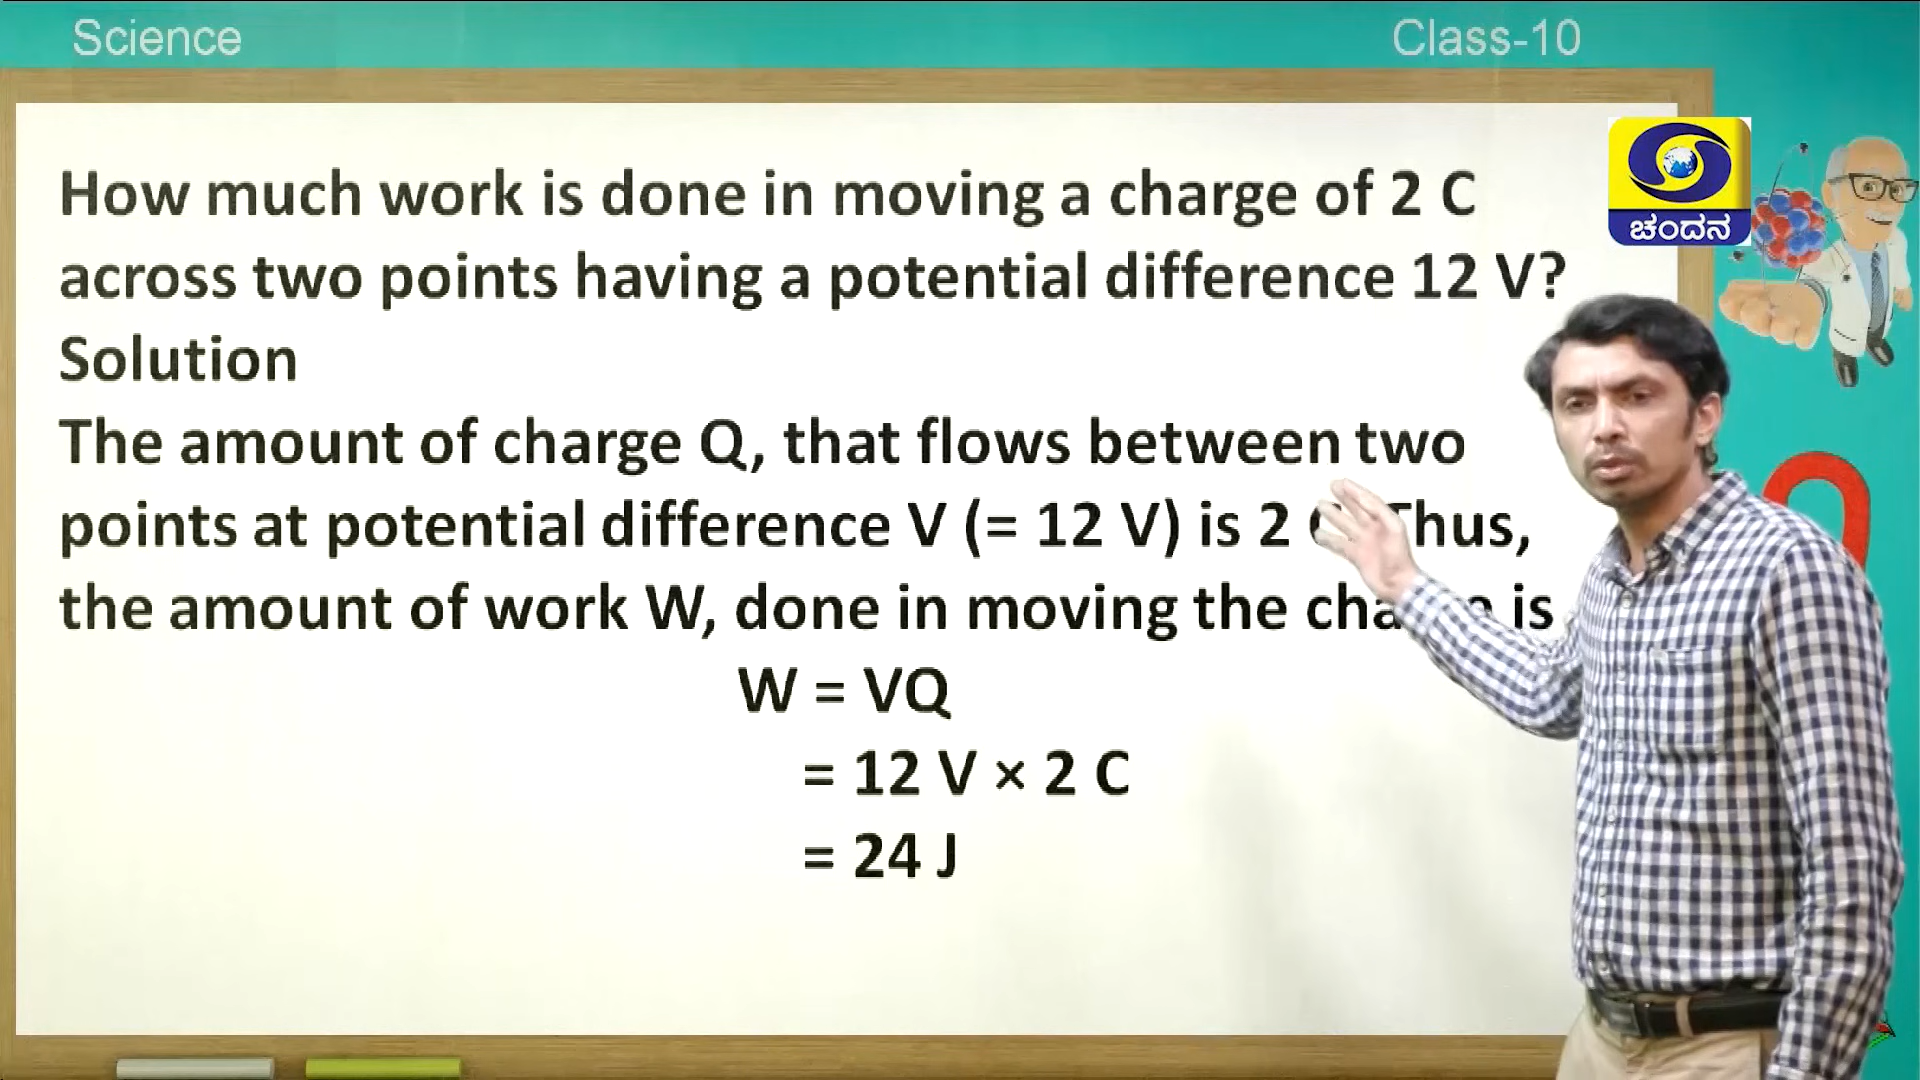 Science
Class-10
ಚಂದನ
How much work is done in moving a charge of 2 C
across two points having a potential difference 12 V?
Solution
The amount of charge Q, that flows between two
points at potential difference V (= 12 V) is 2 Thus,
the amount of work W, done in moving the is
W = VQ
= 12 V × 2 C
= 24 J